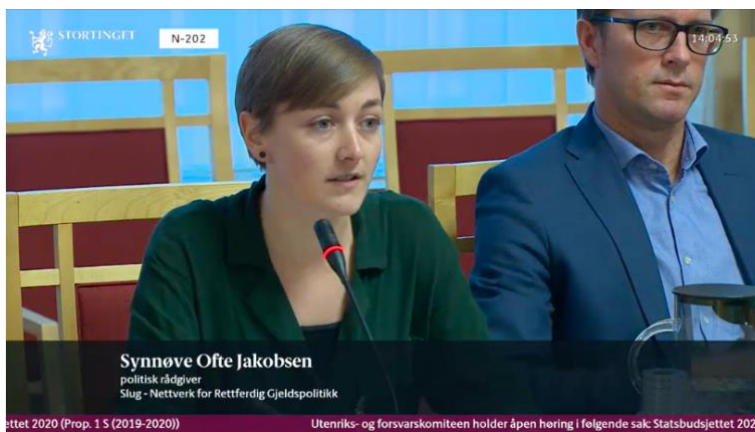 STORTINGET
N-202
14:04:53
Synnøve Ofte Jakobsen
politisk rådgiver
Slug - Nettverk for Rettferdig Gjeldspolitikk
ettet 2020 (Prop. 1 S (2019-2020)) Utenriks- og forsvarskomiteen holder åpen høring i følgende sak: Statsbudsjettet 202